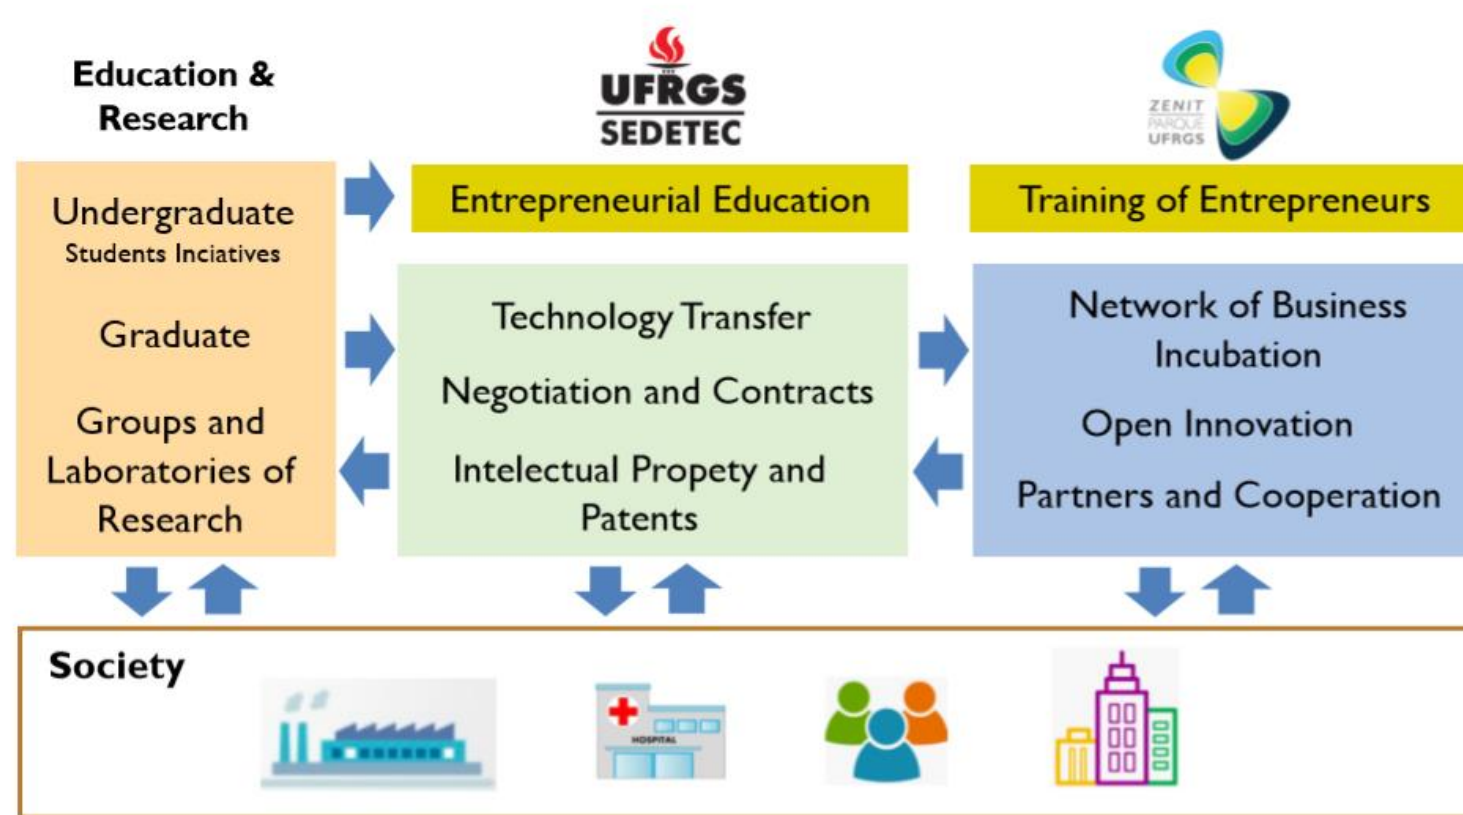 Education &
Research
UFRGS
SEDETEC
ZENIT
PARQUE
UFRGS
Undergraduate
Students Inciatives
Graduate
Groups and
Laboratories of
Research
Entrepreneurial Education
Technology Transfer
Negotiation and Contracts
Intelectual Propety and
Patents
Training of Entrepreneurs
Network of Business
Incubation
Open Innovation
Partners and Cooperation
Society
HOSPITAL